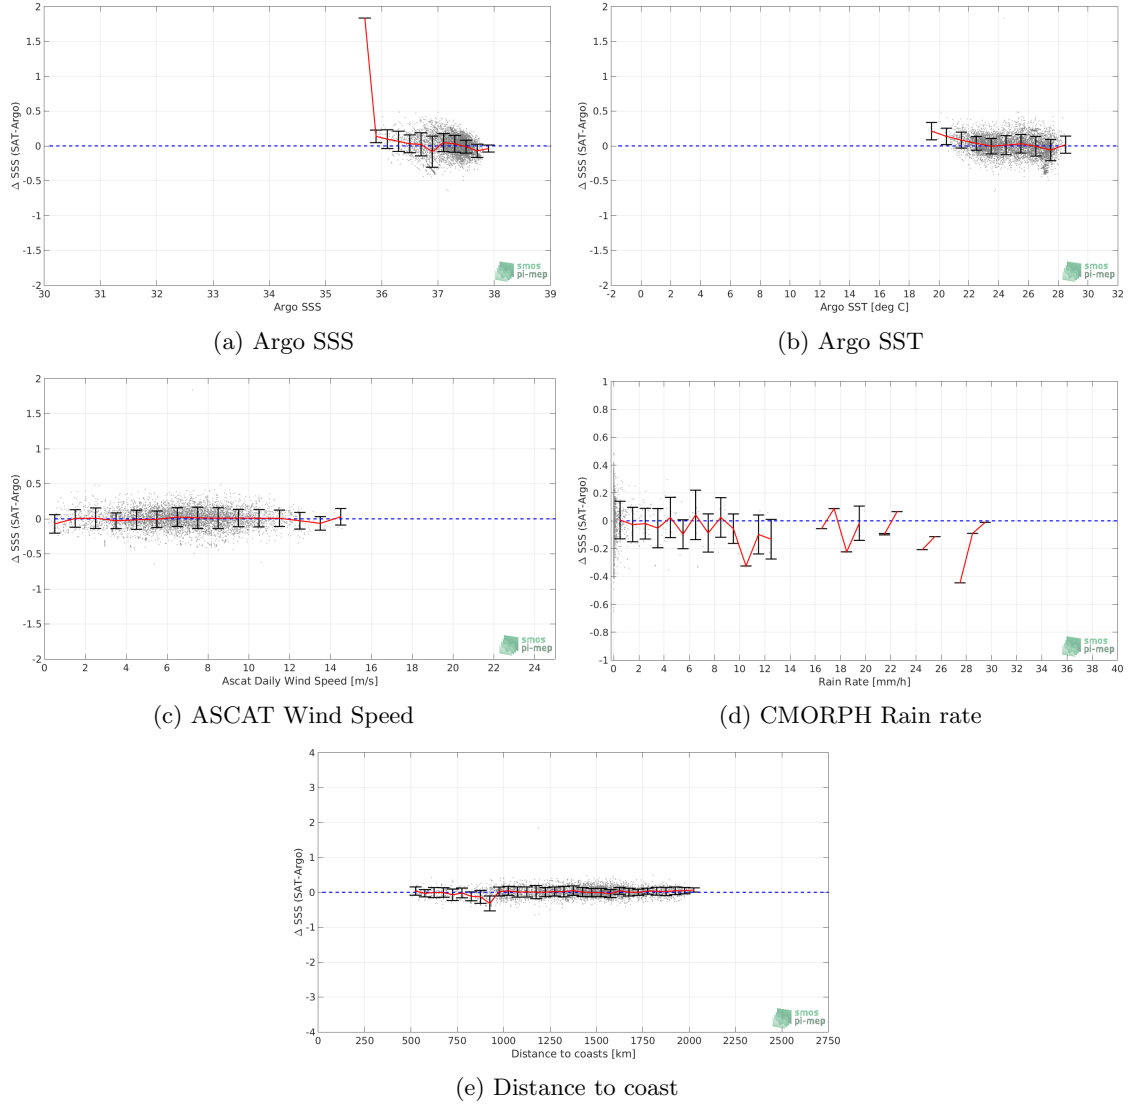 2
1.5
1
0.5
0
-0.5
-1
-1.5
-2
Δ SSS (SAT-Argo)
30 31 32 33 34 35 36 37 38 39
Argo SSS
smos
pi-mep
(a) Argo SSS
2
1.5
1
0.5
0
-0.5
-1
-1.5
-2
Δ SSS (SAT-Argo)
-2 0 2 4 6 8 10 12 14 16 18 20 22 24 26 28 30 32
Argo SST [deg C]
smos
pi-mep
(b) Argo SST
2
1.5
1
0.5
0
-0.5
-1
-1.5
-2
Δ SSS (SAT-Argo)
0 2 4 6 8 10 12 14 16 18 20 22 24
Ascat Daily Wind Speed [m/s]
smos
pi-mep
(c) ASCAT Wind Speed
1
0.8
0.6
0.4
0.2
0
-0.2
-0.4
-0.6
-0.8
-1
Δ SSS (SAT-Argo)
0 2 4 6 8 10 12 14 16 18 20 22 24 26 28 30 32 34 36 38 40
Rain Rate [mm/h]
smos
pi-mep
(d) CMORPH Rain rate
4
3
2
1
0
-1
-2
-3
-4
Δ SSS (SAT-Argo)
0 250 500 750 1000 1250 1500 1750 2000 2250 2500 2750
Distance to coasts [km]
smos
pi-mep
(e) Distance to coast